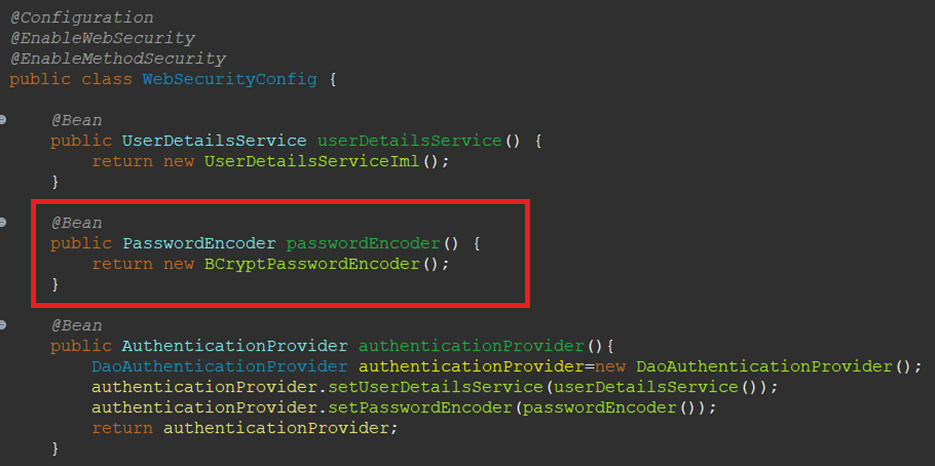 @Configuration
@EnableWebSecurity
@EnableMethodSecurity
public class WebSecurityConfig {
@Bean
public UserDetailsService userDetailsService() {
return new UserDetailsServiceIml();
}
@Bean
public PasswordEncoder passwordEncoder() {
return new BCryptPasswordEncoder();
}
@Bean
public AuthenticationProvider authenticationProvider(){
DaoAuthenticationProvider authenticationProvider=new DaoAuthenticationProvider();
authenticationProvider.setUserDetailsService(userDetailsService());
authenticationProvider.setPasswordEncoder(passwordEncoder());
return authenticationProvider;
}